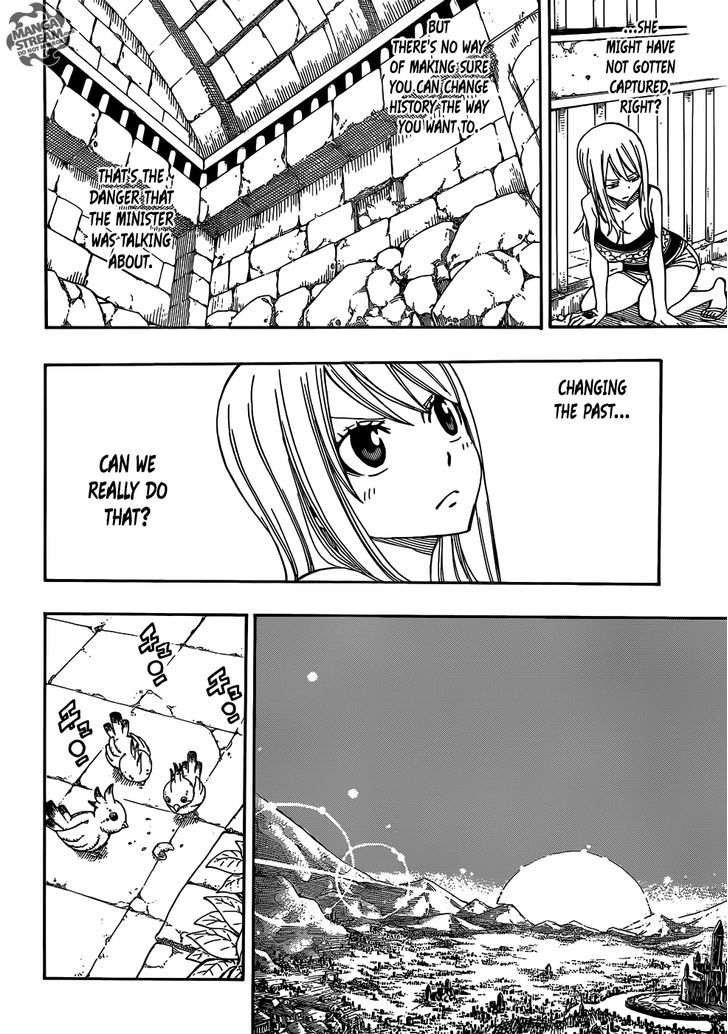 ...SHE
MIGHT HAVE
NOT GOTTEN
CAPTURED,
RIGHT?
BUT
THERE'S NO WAY
OF MAKING SURE
YOU CAN CHANGE
HISTORY THE WAY
YOU WANT TO.
THAT'S THE
DANGER THAT
THE MINISTER
WAS TALKING
ABOUT.
CHANGING
THE PAST...
CAN WE
REALLY DO
THAT?
MANGA
STREAM